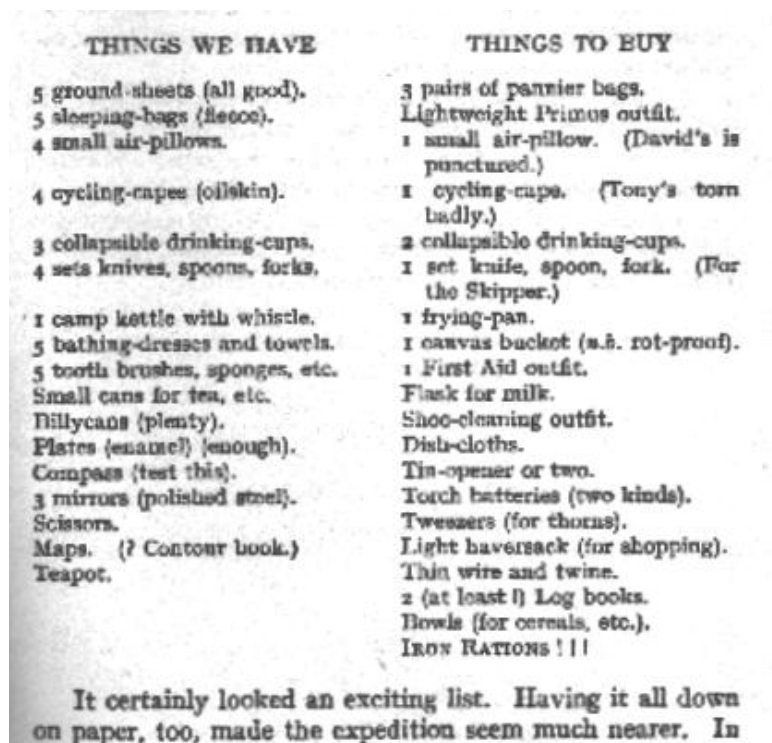 THINGS WE HAVE
5 ground-sheets (all good).
5 sleeping-bags (fleece).
4 small air-pillows.
4 cycling-capes (oilskin).
3 collapsible drinking-cups.
4 sets knives, spoons, forks.
1 camp kettle with whistle.
5 bathing-dresses and towels.
5 tooth brushes, sponges, etc.
Small cans for tea, etc.
Billycans (plenty).
Plates (enamel) (enough).
Compass (test this).
3 mirrors (polished steel).
Scissors.
Maps. (? Contour book.)
Teapot.
THINGS TO BUY
3 pairs of pannier bags.
Lightweight Primus outfit.
1 small air-pillow. (David's is
punctured.)
1 cycling-cape. (Tony's torn
badly.)
2 collapsible drinking-cups.
1 set knife, spoon, fork. (For
the Skipper.)
1 frying-pan.
1 canvas bucket (n.b. rot-proof).
1 First Aid outfit.
Flask for milk.
Shoe-cleaning outfit.
Dish-cloths.
Tin-opener or two.
Torch batteries (two kinds).
Tweezers (for thorns).
Light haversack (for shopping).
Thin wire and twine.
2 (at least!) Log books.
Bowls (for cereals, etc.).
IRON RATIONS ! ! !
It certainly looked an exciting list. Having it all down
on paper, too, made the expedition seem much nearer. In